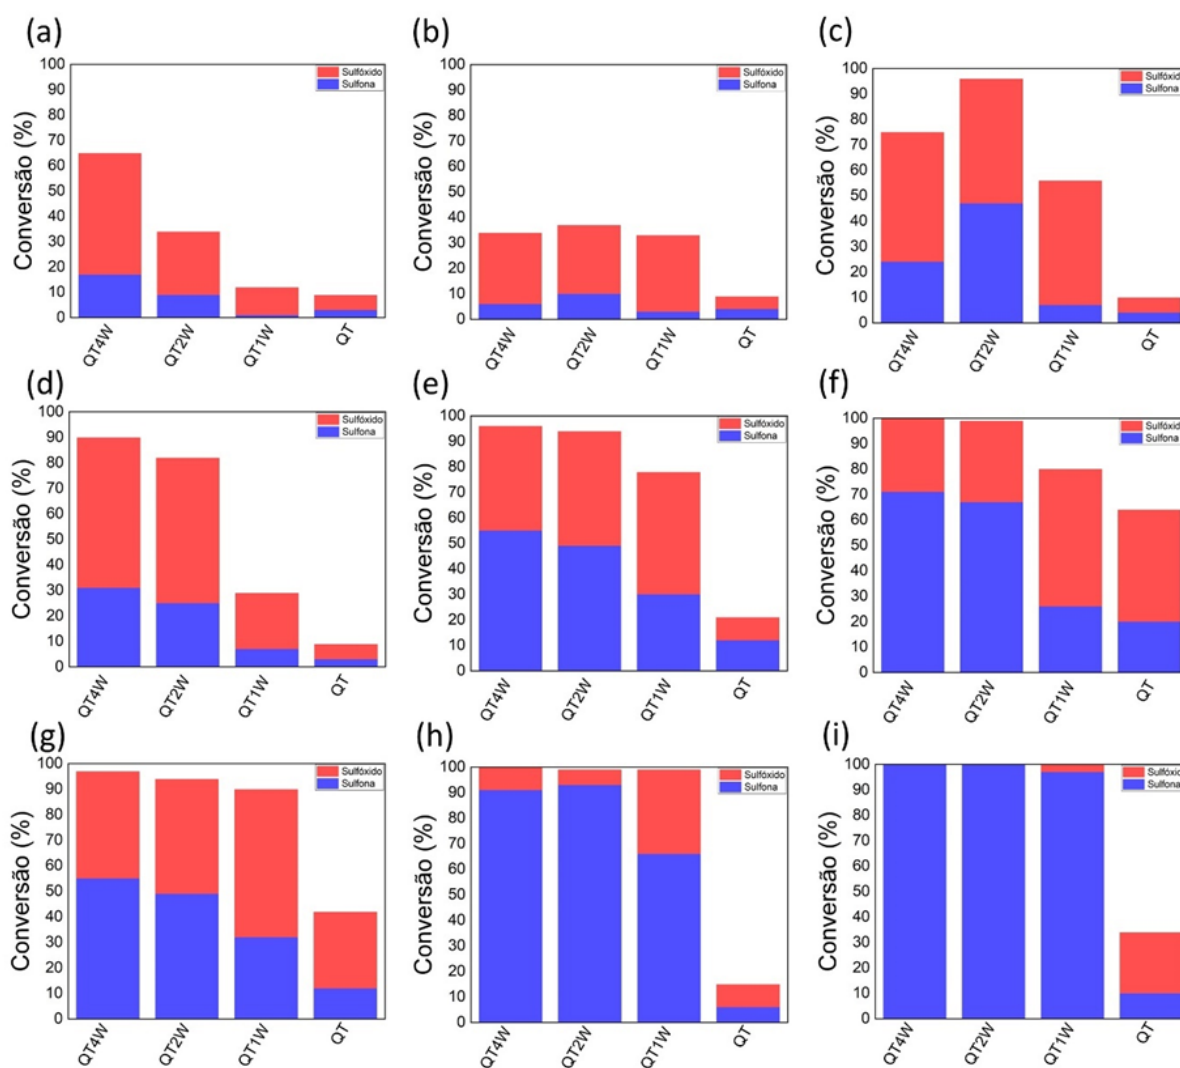 (a)
Conversão (%)
100
90
80
70
60
50
40
30
20
10
0
Sulfóxido
Sulfona
QT4W
QT2W
QT1W
QT
(b)
Conversão (%)
100
90
80
70
60
50
40
30
20
10
0
Sulfóxido
Sulfona
QT4W
QT2W
QT1W
QT
(c)
Conversão (%)
100
90
80
70
60
50
40
30
20
10
0
Sulfóxido
Sulfona
QT4W
QT2W
QT1W
QT
(d)
Conversão (%)
100
90
80
70
60
50
40
30
20
10
0
Sulfóxido
Sulfona
QT4W
QT2W
QT1W
QT
(e)
Conversão (%)
100
90
80
70
60
50
40
30
20
10
0
Sulfóxido
Sulfona
QT4W
QT2W
QT1W
QT
(f)
Conversão (%)
100
90
80
70
60
50
40
30
20
10
0
Sulfóxido
Sulfona
QT4W
QT2W
QT1W
QT
(g)
Conversão (%)
100
90
80
70
60
50
40
30
20
10
0
Sulfóxido
Sulfona
QT4W
QT2W
QT1W
QT
(h)
Conversão (%)
100
90
80
70
60
50
40
30
20
10
0
Sulfóxido
Sulfona
QT4W
QT2W
QT1W
QT
(i)
Conversão (%)
100
90
80
70
60
50
40
30
20
10
0
Sulfóxido
Sulfona
QT4W
QT2W
QT1W
QT